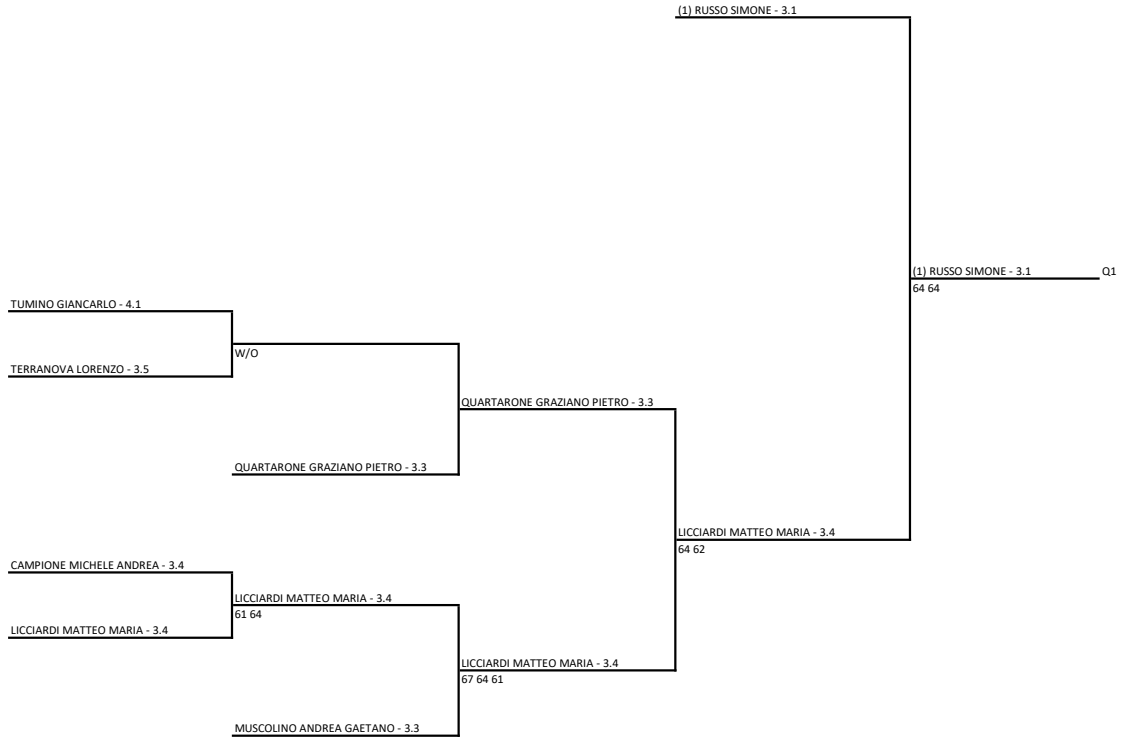 (1) RUSSO SIMONE - 3.1
(1) RUSSO SIMONE - 3.1
Q1
64 64
TUMINO GIANCARLO - 4.1
W/O
TERRANOVA LORENZO - 3.5
QUARTARONE GRAZIANO PIETRO - 3.3
QUARTARONE GRAZIANO PIETRO - 3.3
LICCIARDI MATTEO MARIA - 3.4
64 62
CAMPIONE MICHELE ANDREA - 3.4
LICCIARDI MATTEO MARIA - 3.4
61 64
LICCIARDI MATTEO MARIA - 3.4
LICCIARDI MATTEO MARIA - 3.4
67 64 61
MUSCOLINO ANDREA GAETANO - 3.3